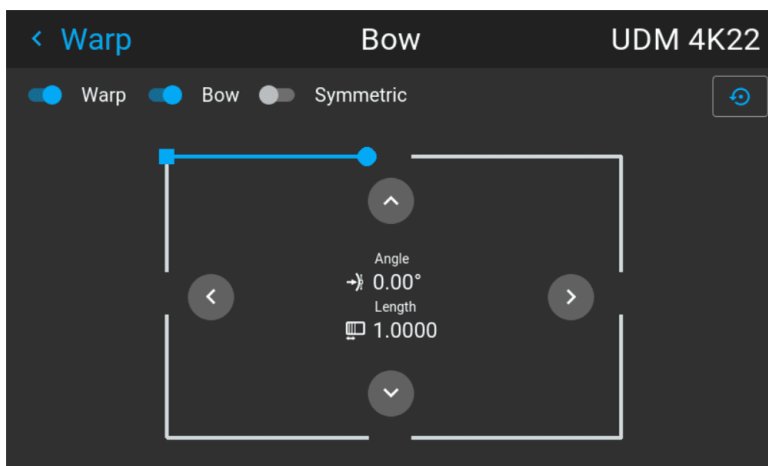 Warp Bow UDM 4K22
Warp Bow Symmetric
Angle
0.00°
Length
1.0000